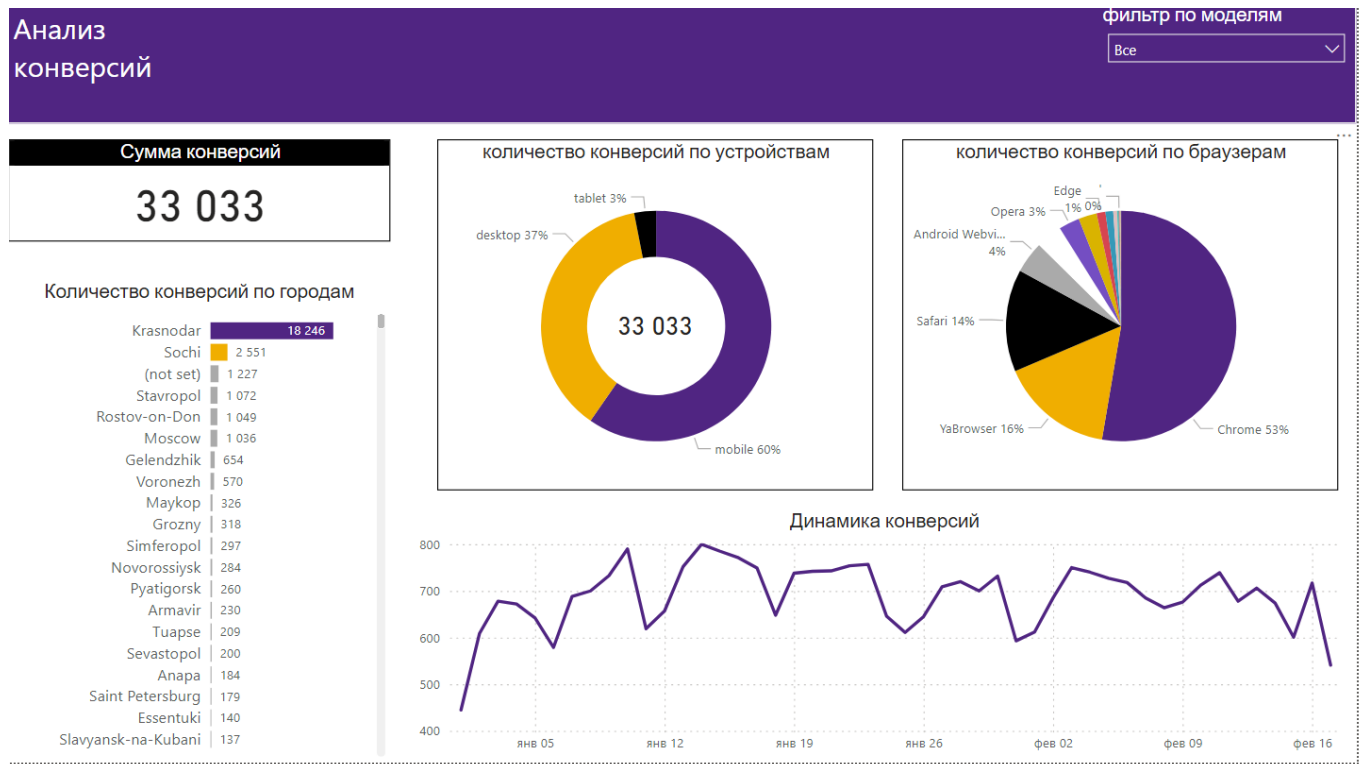 Анализ
конверсий
фильтр по моделям
Все
Сумма конверсий
33 033
Количество конверсий по городам
Krasnodar 18 246
Sochi 2 551
(not set) 1 227
Stavropol 1 072
Rostov-on-Don 1 049
Moscow 1 036
Gelendzhik 654
Voronezh 570
Maykop 326
Grozny 318
Simferopol 297
Novorossiysk 284
Pyatigorsk 260
Armavir 230
Tuapse 209
Sevastopol 200
Anapa 184
Saint Petersburg 179
Essentuki 140
Slavyansk-na-Kubani 137
количество конверсий по устройствам
tablet 3%
desktop 37%
33 033
mobile 60%
количество конверсий по браузерам
Edge
1% 0%
Opera 3%
Android Webvi...
4%
Safari 14%
YaBrowser 16%
Chrome 53%
Динамика конверсий
800
700
600
500
400
янв 05 янв 12 янв 19 янв 26 фев 02 фев 09 фев 16